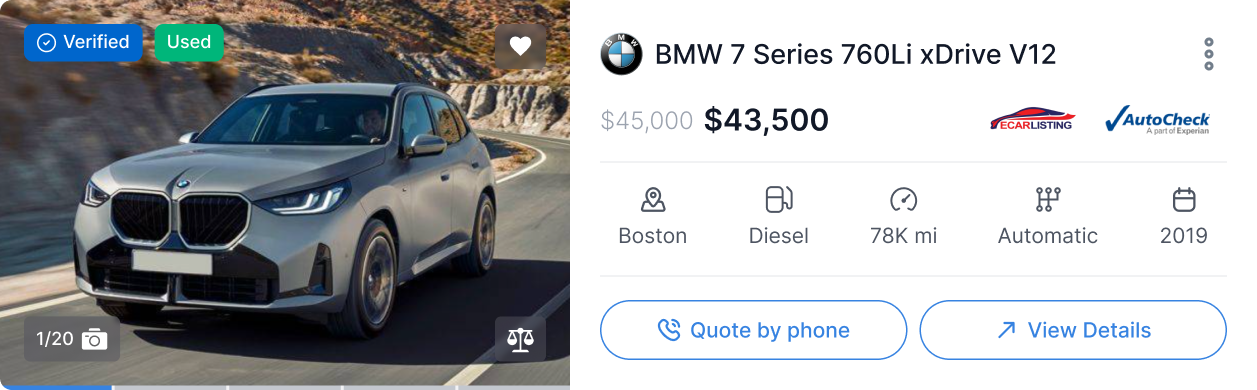 Verified
Used
1/20
BMW
BMW 7 Series 760Li xDrive V12
$45,000 $43,500
ECARLISTING
AutoCheck
A part of Experian
Boston
Diesel
78K mi
Automatic
2019
Quote by phone
View Details